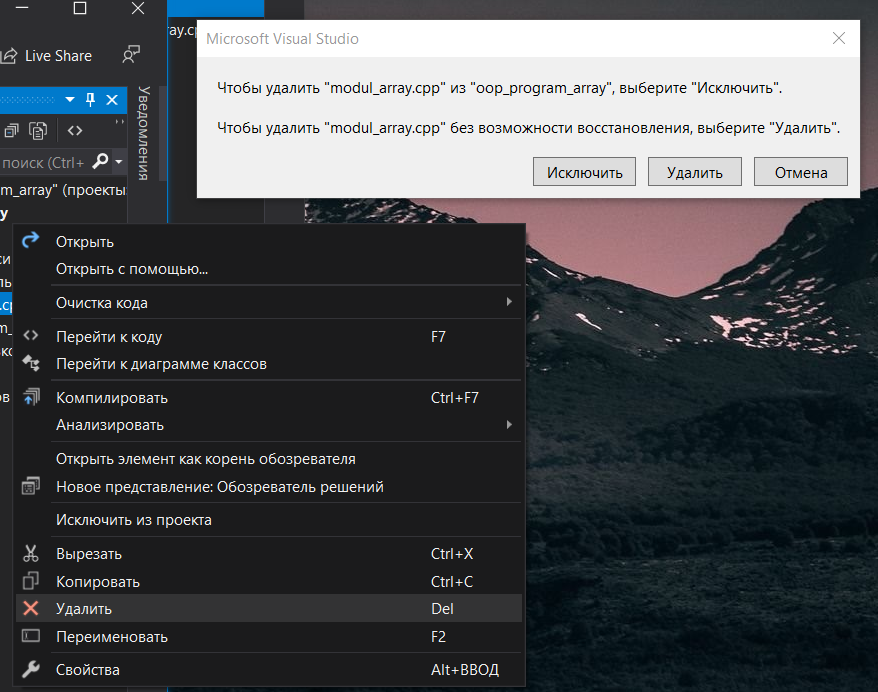 ray.cp
Microsoft Visual Studio
Live Share
Чтобы удалить "modul_array.cpp" из "oop_program_array", выберите "Исключить".
Чтобы удалить "modul_array.cpp" без возможности восстановления, выберите "Удалить".
Исключить Удалить Отмена
Уведомления
поиск (Ctrl+
m_array" (проекты:
Открыть
Открыть с помощью...
Очистка кода
Перейти к коду F7
Перейти к диаграмме классов
Компилировать Ctrl+F7
Анализировать
Открыть элемент как корень обозревателя
Новое представление: Обозреватель решений
Исключить из проекта
Вырезать Ctrl+X
Копировать Ctrl+C
Удалить Del
Переименовать F2
Свойства Alt+ВВОД